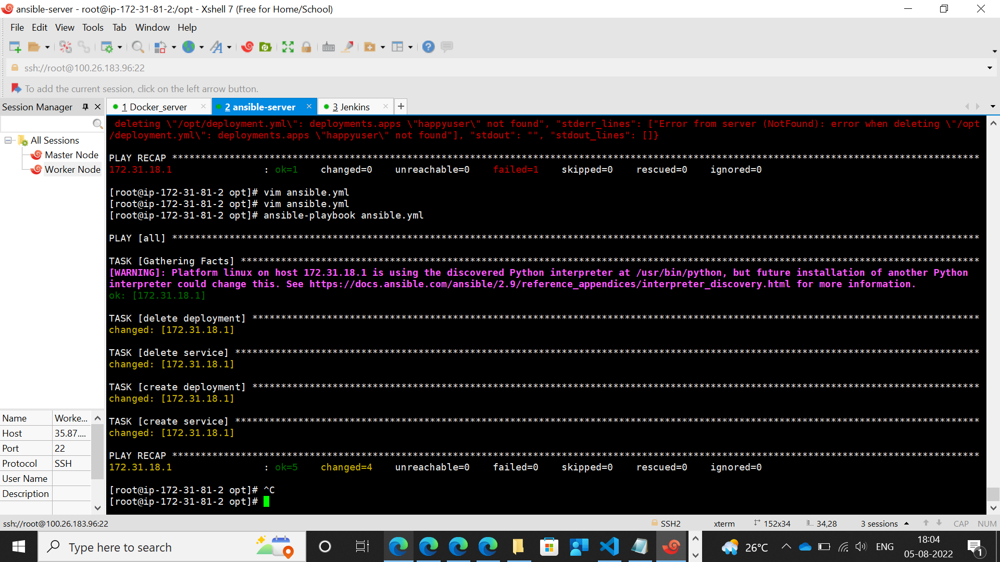 ansible-server - root@ip-172-31-81-2:/opt - Xshell 7 (Free for Home/School)
File Edit View Tools Tab Window Help
ssh://root@100.26.183.96:22
To add the current session, click on the left arrow button.
Session Manager
1 Docker_server
2 ansible-server
3 Jenkins
All Sessions
Master Node
Worker Node
deleting \"/opt/deployment.yml\": deployments.apps \"happyuser\" not found", "stderr_lines": ["Error from server (NotFound): error when deleting \"/opt
/deployment.yml\": deployments.apps \"happyuser\" not found"], "stdout": "", "stdout_lines": []}
PLAY RECAP *********************************************************************************************************************************************
172.31.18.1 : ok=1 changed=0 unreachable=0 failed=1 skipped=0 rescued=0 ignored=0
[root@ip-172-31-81-2 opt]# vim ansible.yml
[root@ip-172-31-81-2 opt]# vim ansible.yml
[root@ip-172-31-81-2 opt]# ansible-playbook ansible.yml
PLAY [all] *********************************************************************************************************************************************
TASK [Gathering Facts] *********************************************************************************************************************************
[WARNING]: Platform linux on host 172.31.18.1 is using the discovered Python interpreter at /usr/bin/python, but future installation of another Python
interpreter could change this. See https://docs.ansible.com/ansible/2.9/reference_appendices/interpreter_discovery.html for more information.
ok: [172.31.18.1]
TASK [delete deployment] *******************************************************************************************************************************
changed: [172.31.18.1]
TASK [delete service] **********************************************************************************************************************************
changed: [172.31.18.1]
TASK [create deployment] *******************************************************************************************************************************
changed: [172.31.18.1]
TASK [create service] **********************************************************************************************************************************
changed: [172.31.18.1]
PLAY RECAP *********************************************************************************************************************************************
172.31.18.1 : ok=5 changed=4 unreachable=0 failed=0 skipped=0 rescued=0 ignored=0
[root@ip-172-31-81-2 opt]# ^C
[root@ip-172-31-81-2 opt]#
Name Worke...
Host 35.87....
Port 22
Protocol SSH
User Name
Description
ssh://root@100.26.183.96:22 SSH2 xterm 152x34 34,28 3 sessions CAP NUM
Type here to search
26°C
ENG
18:04
05-08-2022
1